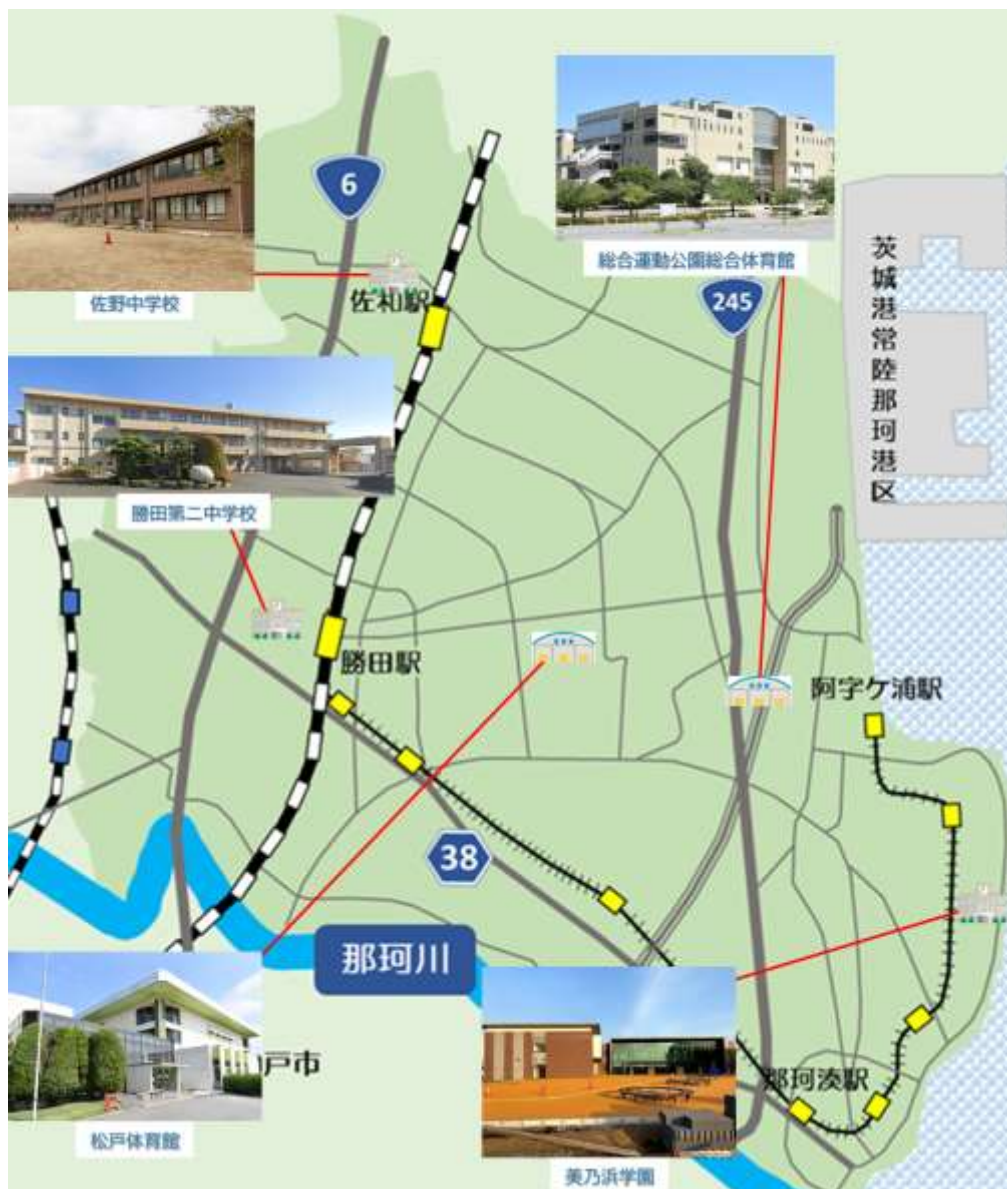 6
総合運動公園総合体育館
佐野中学校
佐和駅
245
茨城港常陸那珂港区
勝田第二中学校
勝田駅
阿字ケ浦駅
38
那珂川
戸市
那珂湊駅
松戸体育館
美乃浜学園